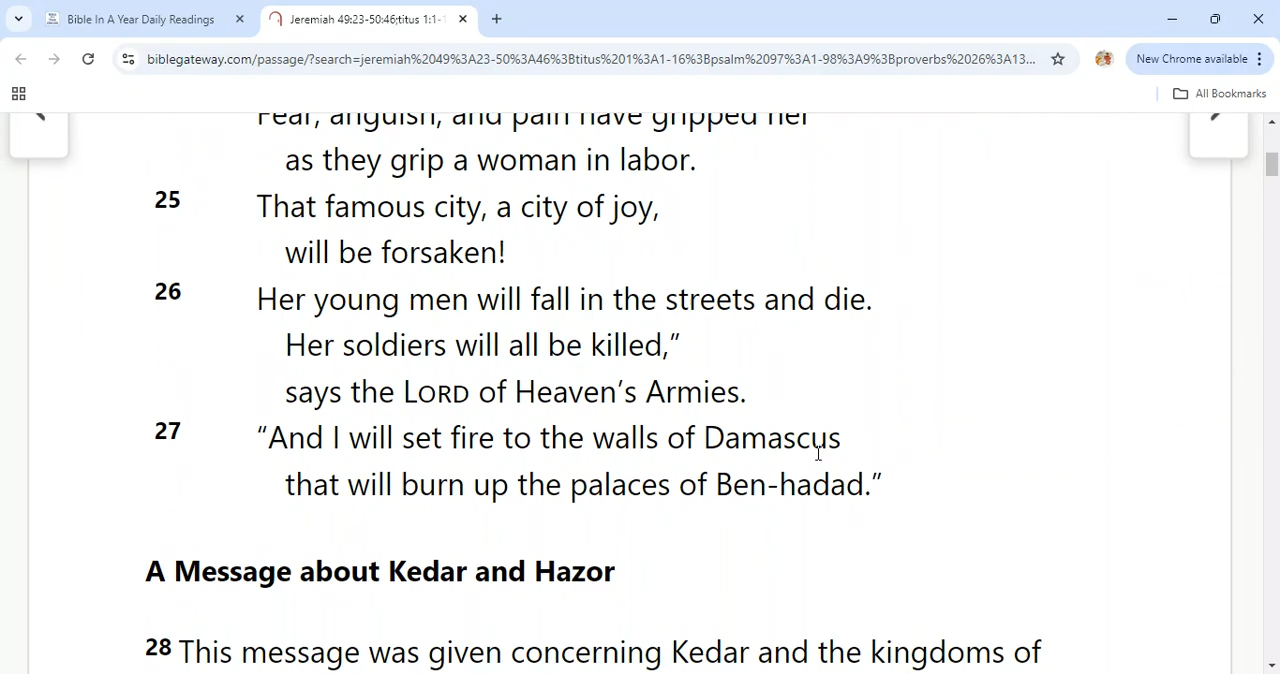 Bible In A Year Daily Readings
Jeremiah 49:23-50:46;titus 1:1-1
biblegateway.com/passage/?search=jeremiah%2049%3A23-50%3A46%3Btitus%201%3A1-16%3Bpsalm%2097%3A1-98%3A9%3Bproverbs%2026%3A13...
New Chrome available
All Bookmarks
Fear, anguish, and pain have gripped her
as they grip a woman in labor.
25 That famous city, a city of joy,
will be forsaken!
26 Her young men will fall in the streets and die.
Her soldiers will all be killed,”
says the LORD of Heaven’s Armies.
27 “And I will set fire to the walls of Damascus
that will burn up the palaces of Ben-hadad.”
A Message about Kedar and Hazor
28 This message was given concerning Kedar and the kingdoms of